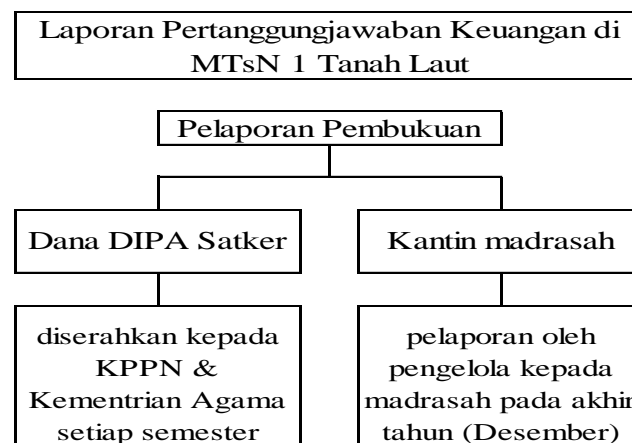 Laporan Pertanggungjawaban Keuangan di
MTsN 1 Tanah Laut
Pelaporan Pembukuan
Dana DIPA Satker
Kantin madrasah
diserahkan kepada
KPPN &
Kementrian Agama
setiap semester
pelaporan oleh
pengelola kepada
madrasah pada akhir
tahun (Desember)